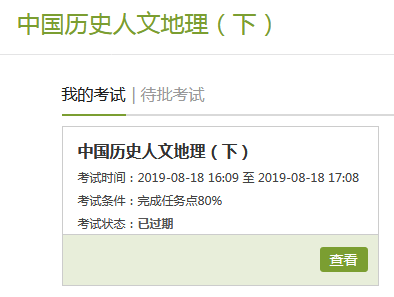 中国历史人文地理（下）
我的考试 | 待批考试
中国历史人文地理（下）
考试时间：2019-08-18 16:09 至 2019-08-18 17:08
考试条件：完成任务点80%
考试状态：已过期
查看